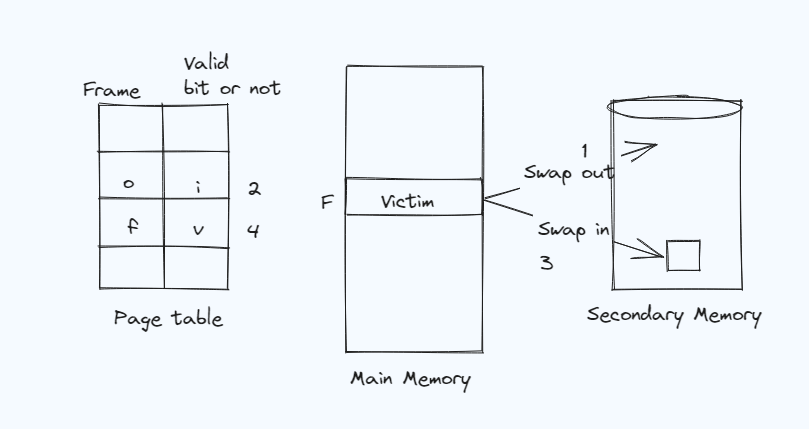 Frame
Valid
bit or not
o
i
2
f
v
4
Page table
F
Victim
Main Memory
1
Swap out
Swap in
3
Secondary Memory